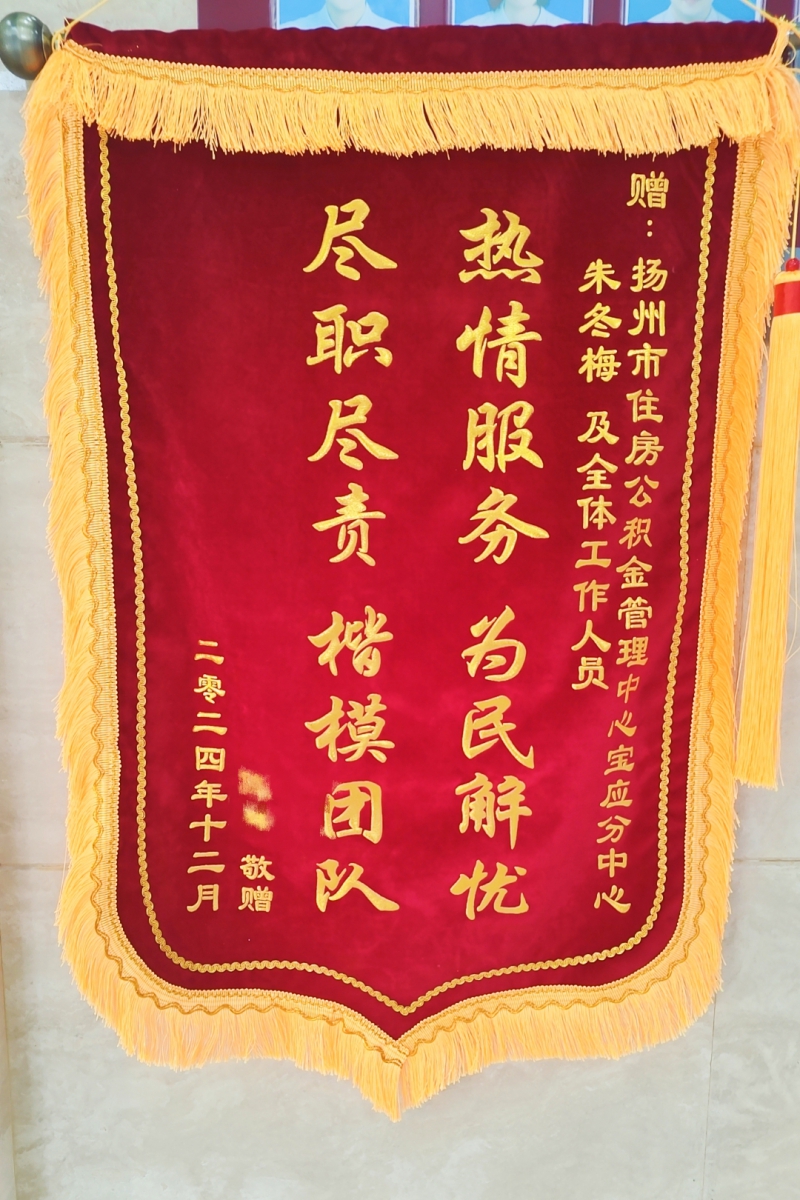 赠：扬州市住房公积金管理中心宝应分中心
朱冬梅 及全体工作人员
热情服务 为民解忧
尽职尽责 楷模团队
敬赠
二零二四年十二月